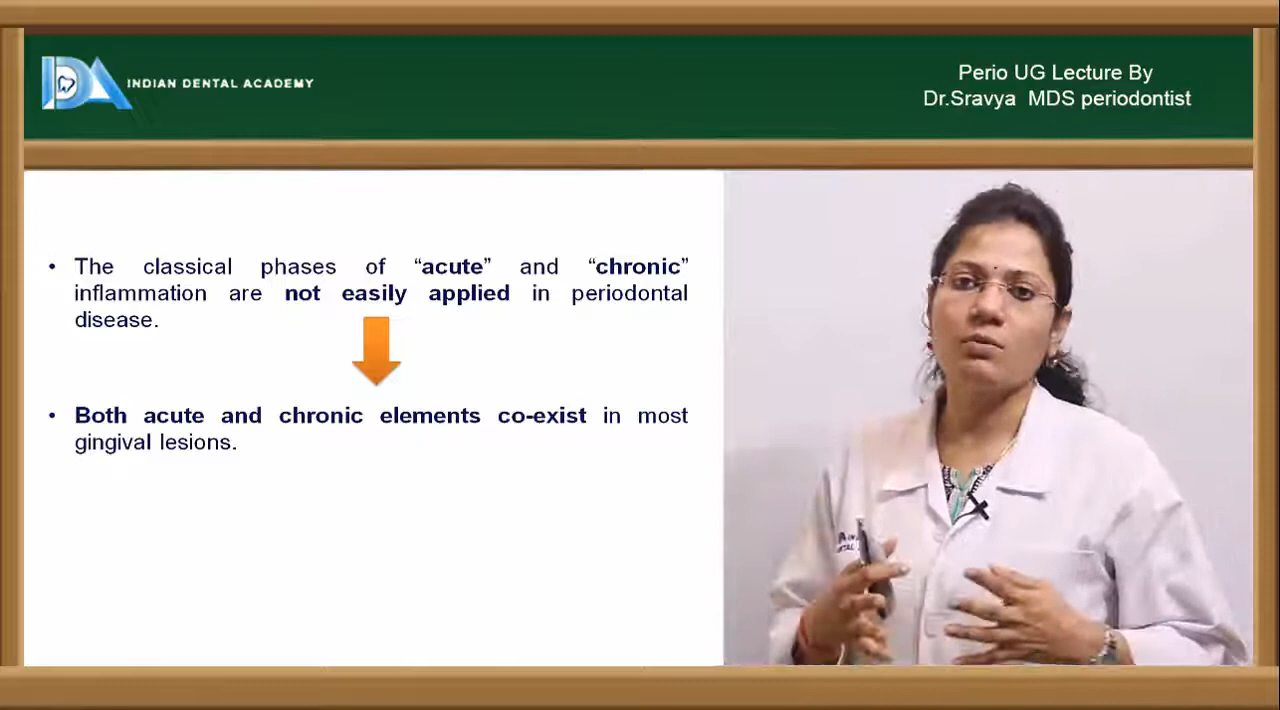 IDA INDIAN DENTAL ACADEMY
Perio UG Lecture By
Dr.Sravya MDS periodontist
• The classical phases of “acute” and “chronic”
inflammation are not easily applied in periodontal
disease.
• Both acute and chronic elements co-exist in most
gingival lesions.